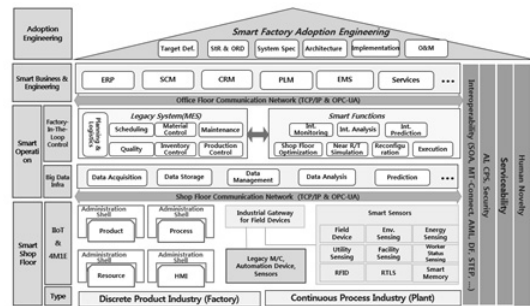 Adoption Engineering
Smart Factory Adoption Engineering
Target Def.
StR & ORD
System Spec
Architecture
Implementation
O&M
Smart Business & Engineering
ERP
SCM
CRM
PLM
EMS
Services
Office Floor Communication Network (TCP/IP & OPC-UA)
Smart Operation
Factory-In-The-Loop Control
Legacy System(MES)
Planning & Logistics
Scheduling
Material Control
Maintenance
Quality
Inventory Control
Production Control
Smart Functions
Int. Monitoring
Int. Analysis
Int. Prediction
Shop Floor Optimization
Near R/T Simulation
Reconfiguration
Execution
Big Data Infra
Data Acquisition
Data Storage
Data Management
Data Analysis
Prediction
Shop Floor Communication Network (TCP/IP & OPC-UA)
Smart Shop Floor
IIoT & 4M1E
Administration Shell
Product
Administration Shell
Process
Administration Shell
Resource
Administration Shell
HMI
Industrial Gateway for Field Devices
Legacy M/C, Automation Device, Sensors
Smart Sensors
Field Device
Env. Sensing
Energy Sensing
Utility Sensing
Facility Sensing
Worker Status Sensing
RFID
RTLS
Smart Memory
Type
Discrete Product Industry (Factory)
Continuous Process Industry (Plant)
Interoperability (SOA, MT-Connect, AML, DF, STEP, ...)
AI, CPS, Security
Serviceability
Human Novelty